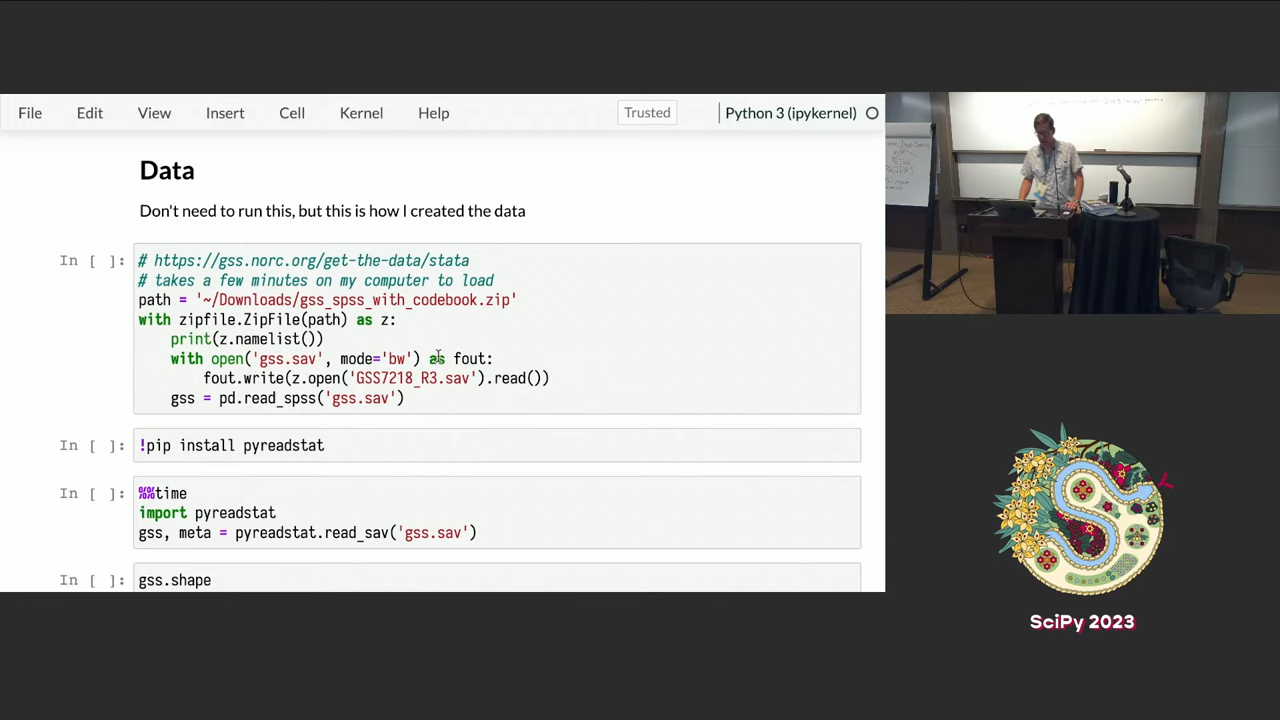 File Edit View Insert Cell Kernel Help Trusted Python 3 (ipykernel)
Data
Don't need to run this, but this is how I created the data
In [ ]:
# https://gss.norc.org/get-the-data/stata
# takes a few minutes on my computer to load
path = '~/Downloads/gss_spss_with_codebook.zip'
with zipfile.ZipFile(path) as z:
    print(z.namelist())
    with open('gss.sav', mode='bw') as fout:
        fout.write(z.open('GSS7218_R3.sav').read())
    gss = pd.read_spss('gss.sav')
In [ ]: !pip install pyreadstat
In [ ]: %%time
import pyreadstat
gss, meta = pyreadstat.read_sav('gss.sav')
In [ ]: gss.shape
SciPy 2023